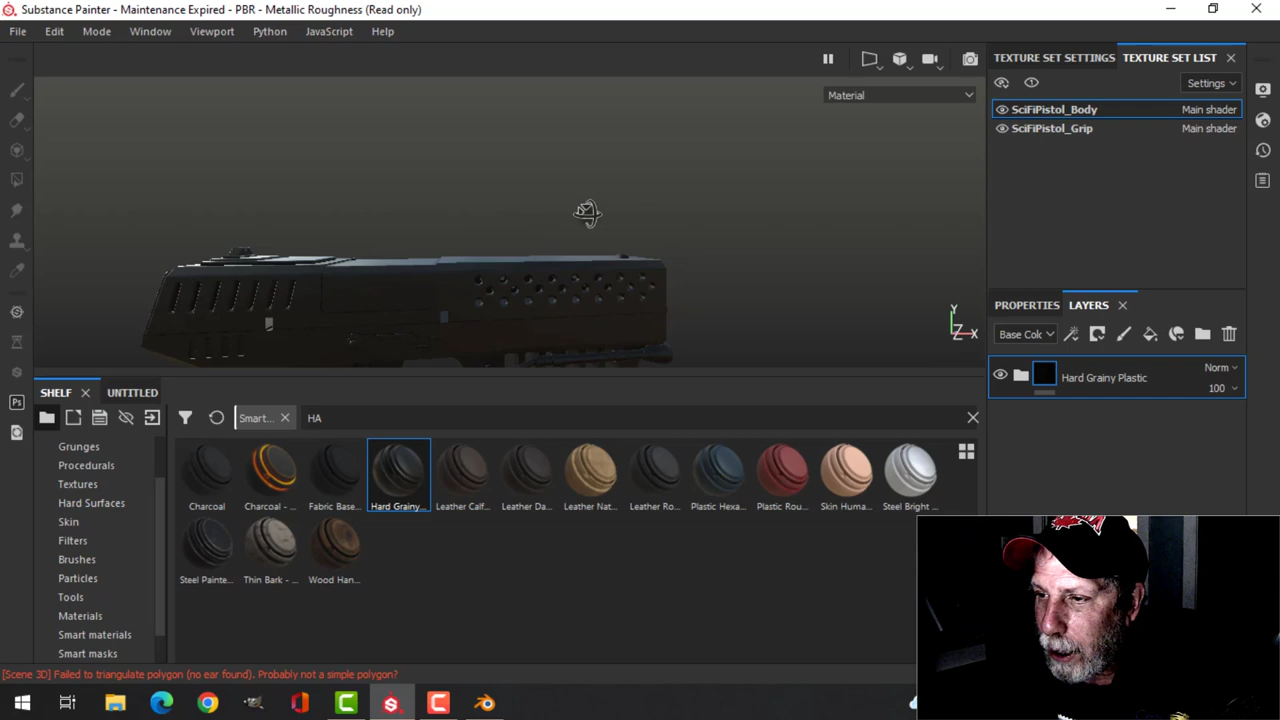 Substance Painter - Maintenance Expired - PBR - Metallic Roughness (Read only)
File Edit Mode Window Viewport Python JavaScript Help
TEXTURE SET SETTINGS TEXTURE SET LIST
Settings
Material
SciFiPistol_Body Main shader
SciFiPistol_Grip Main shader
PROPERTIES LAYERS
Y
Z X
Base Col
Norm
Hard Grainy Plastic
100
SHELF UNTITLED
Smart... HA
Grunges
Procedurals
Textures
Hard Surfaces
Skin
Filters
Brushes
Particles
Tools
Materials
Smart materials
Smart masks
Charcoal Charcoal - ... Fabric Base... Hard Grainy... Leather Calf... Leather Da... Leather Nat... Leather Ro... Plastic Hexa... Plastic Rou... Skin Huma... Steel Bright ...
Steel Painte... Thin Bark - ... Wood Han...
[Scene 3D] Failed to triangulate polygon (no ear found). Probably not a simple polygon?
Ps